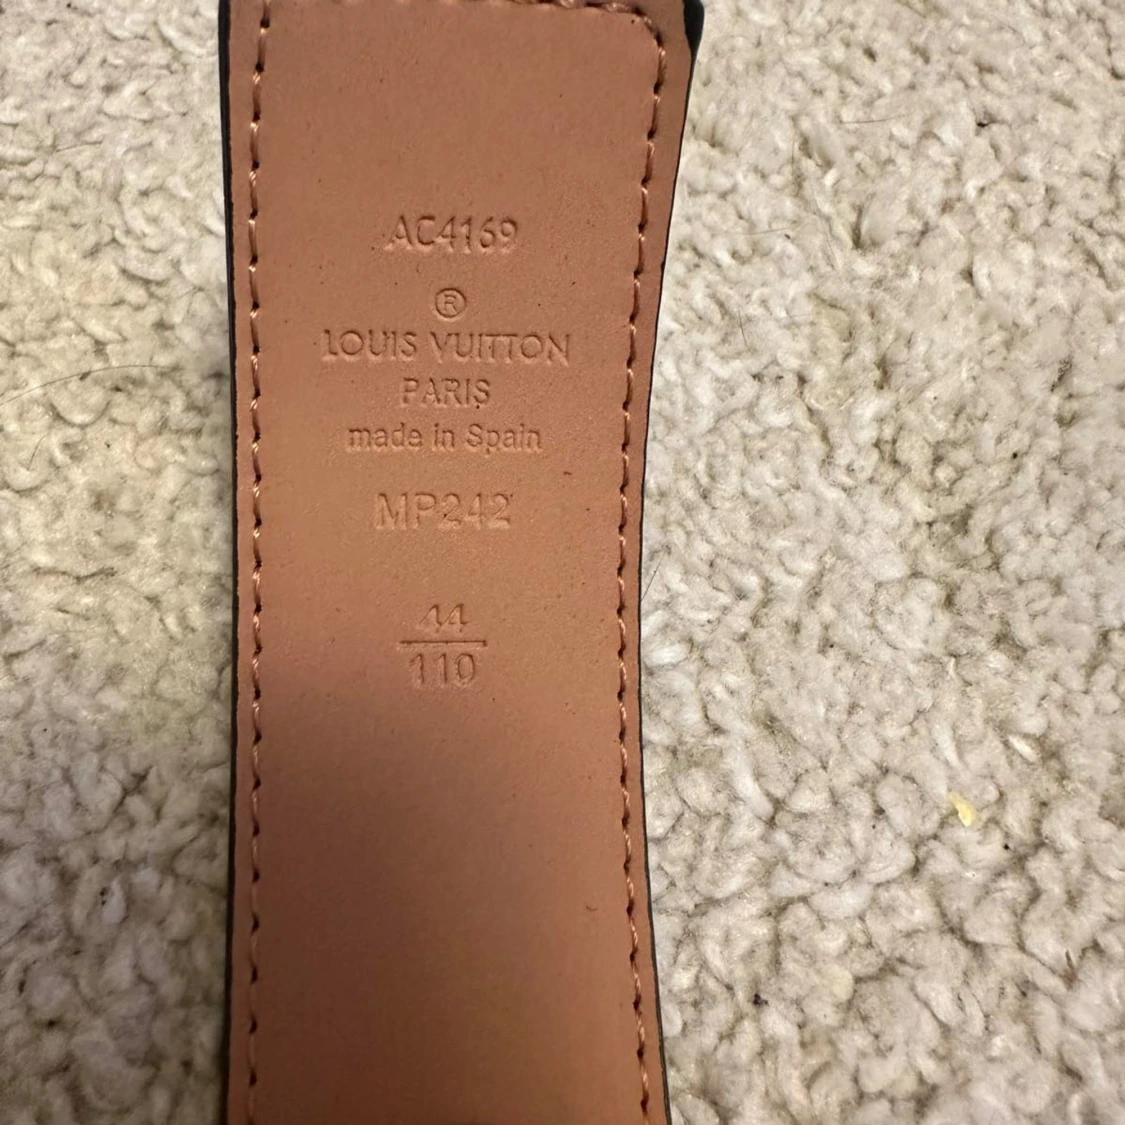 AC4169
®
LOUIS VUITTON
PARIS
made in Spain
MP242
44
110